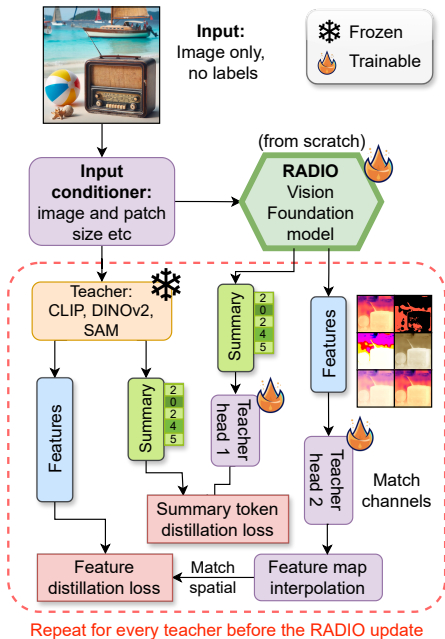 Input:
Image only,
no labels
Frozen
Trainable
(from scratch)
Input
conditioner:
image and patch
size etc
RADIO
Vision
Foundation
model
Teacher:
CLIP, DINOv2,
SAM
Summary
2
0
2
4
5
Features
Features
Summary
2
0
2
4
5
Teacher
head 1
Teacher
head 2
Match
channels
Summary token
distillation loss
Feature
distillation loss
Match
spatial
Feature map
interpolation
Repeat for every teacher before the RADIO update